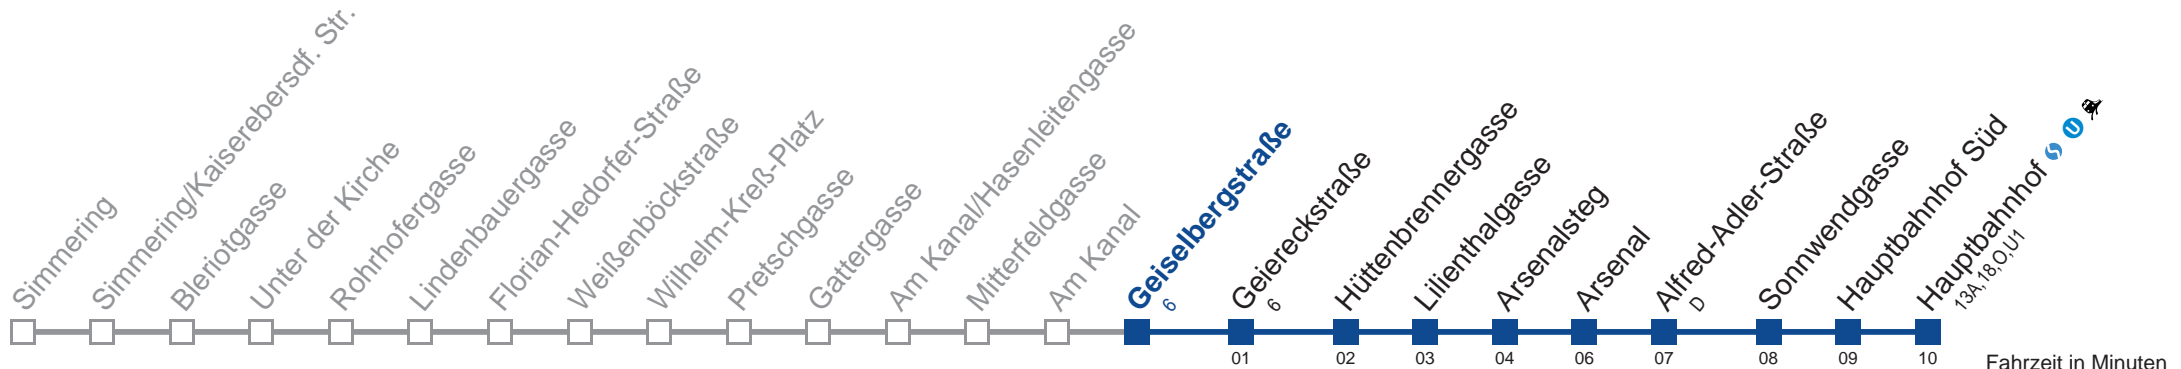 Simmering
Simmering/Kaiserebersdf. Str.
Bleriotgasse
Unter der Kirche
Rohrhofergasse
Lindenbauergasse
Florian-Hedorfer-Straße
Weißenböckstraße
Wilhelm-Kreß-Platz
Pretschgasse
Gattergasse
Am Kanal/Hasenleitengasse
Mitterfeldgasse
Am Kanal
Geiselbergstraße
6
Geiereckstraße
6
Hüttenbrennergasse
Lilienthalgasse
Arsenalsteg
Arsenal
Alfred-Adler-Straße
D
Sonnwendgasse
Hauptbahnhof Süd
Hauptbahnhof S U
13A,18,O,U1
01 02 03 04 06 07 08 09 10
Fahrzeit in Minuten